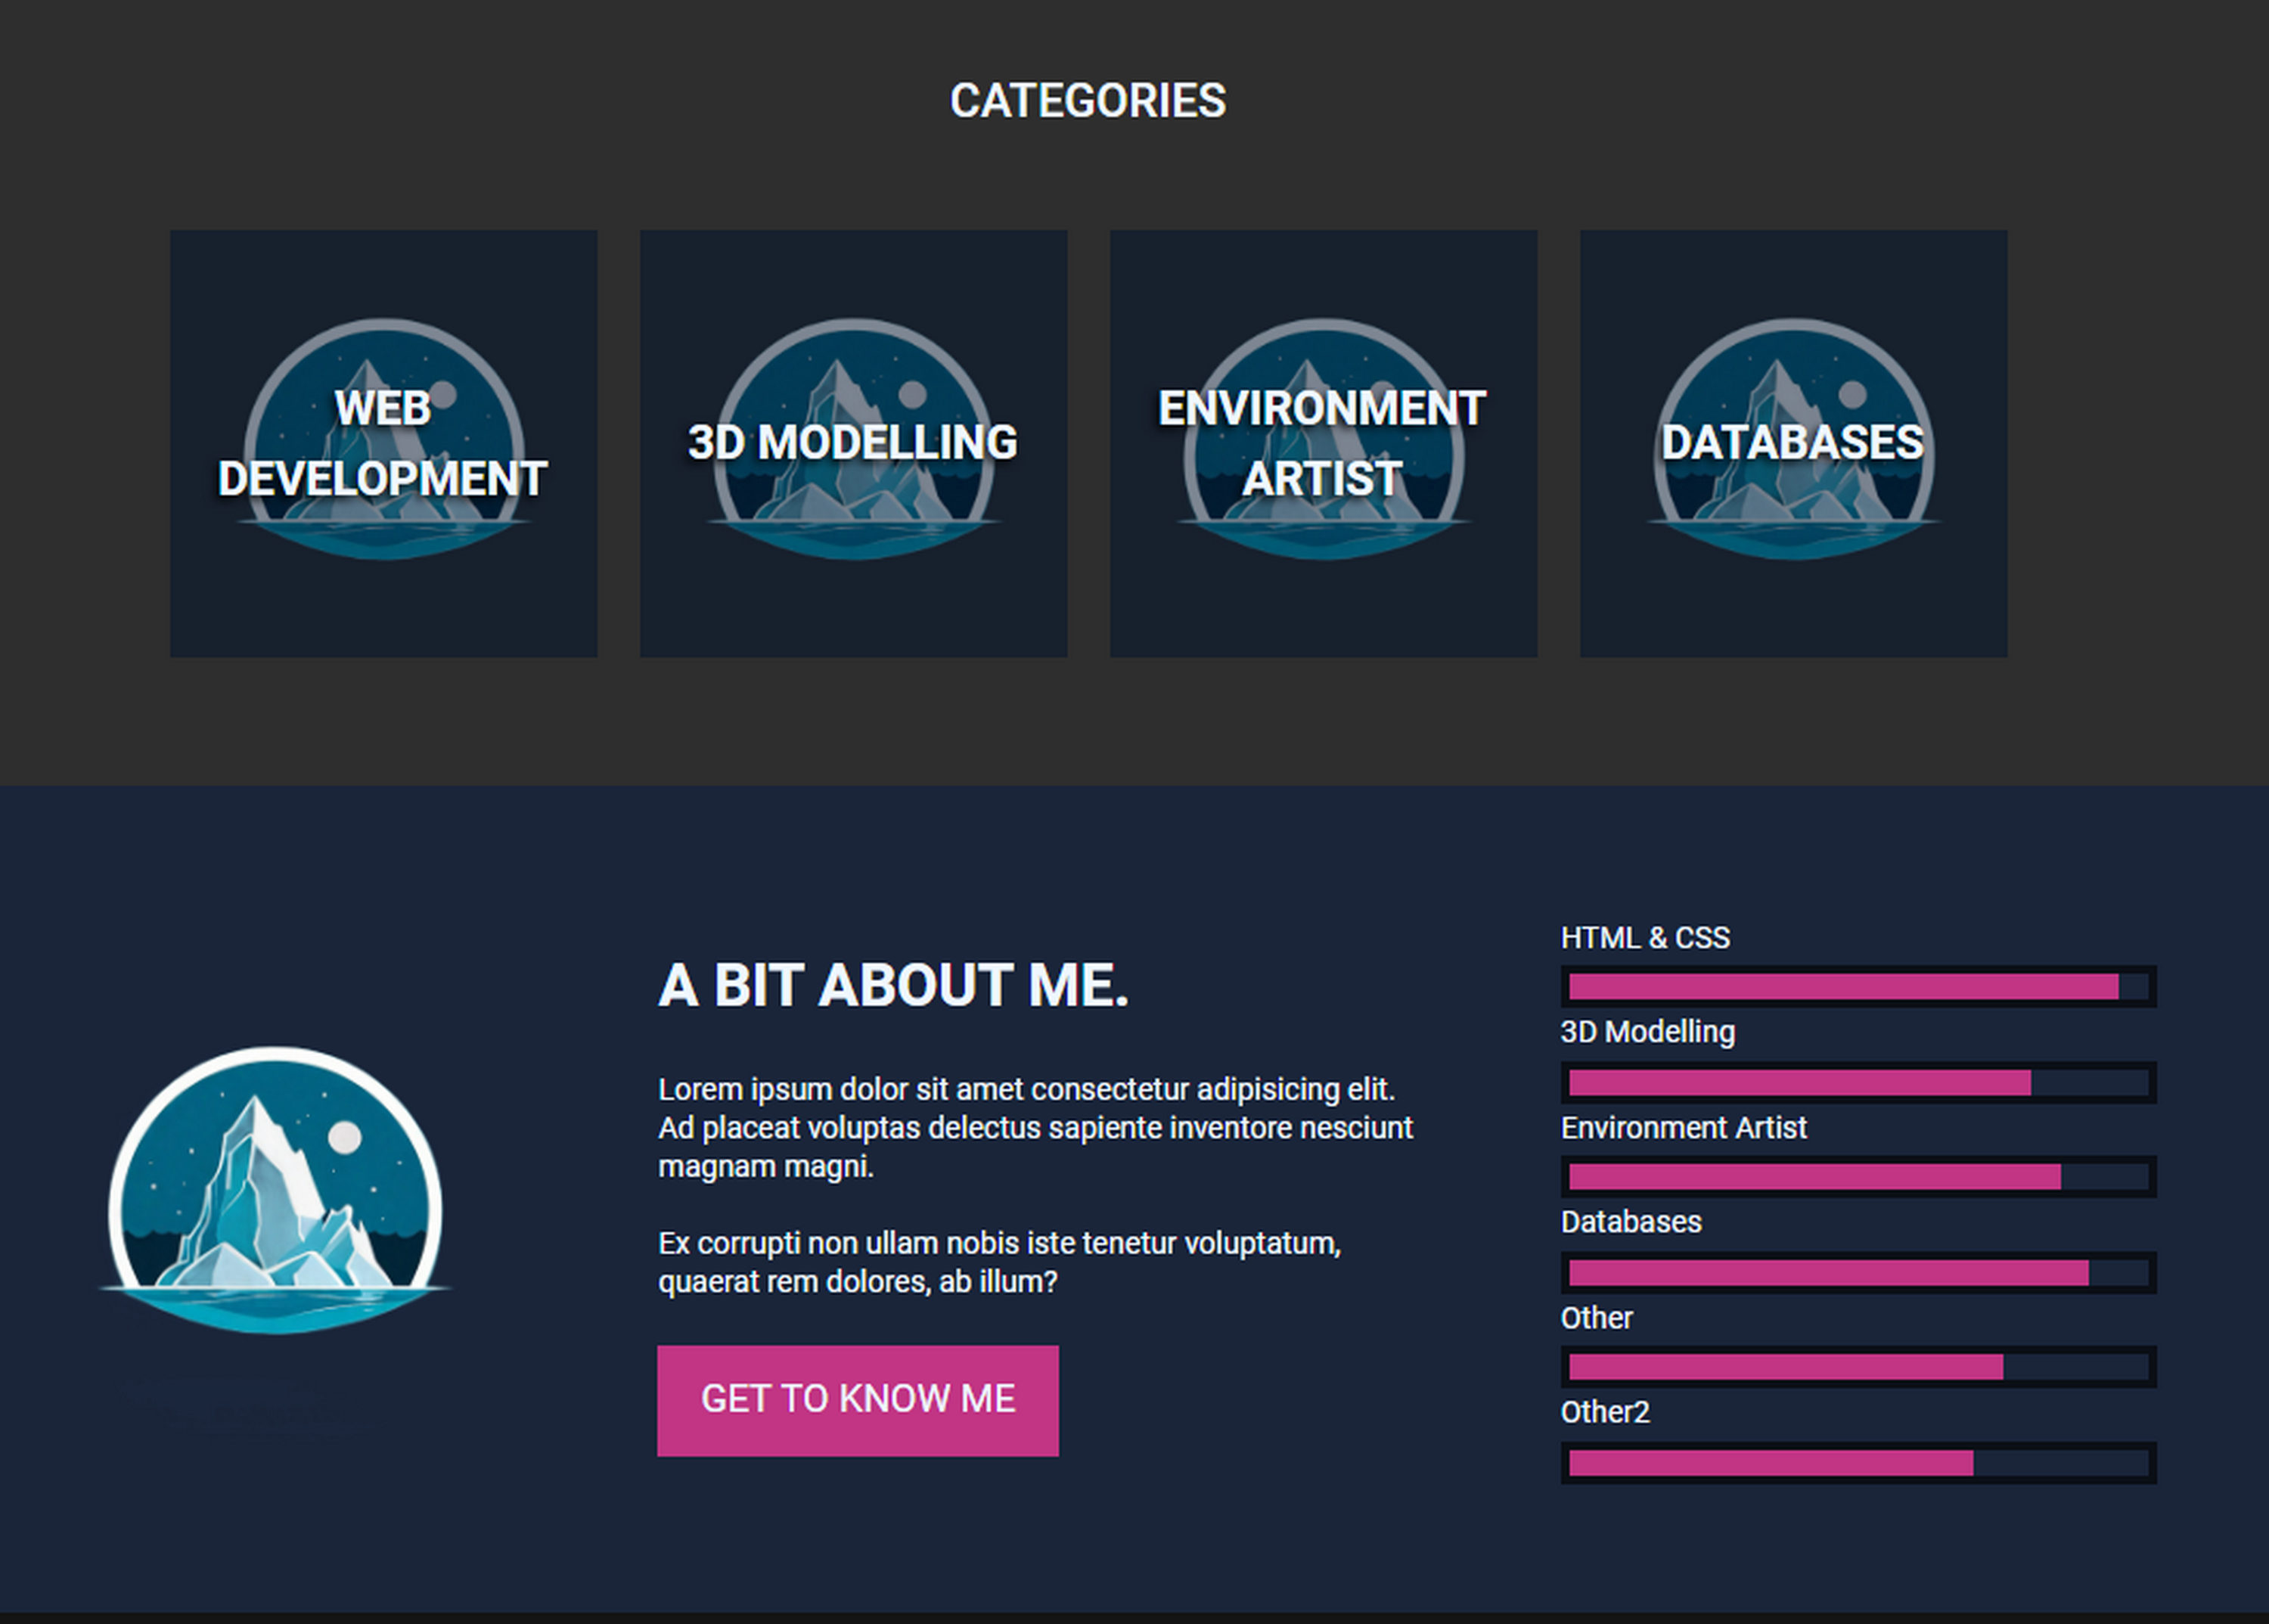 CATEGORIES
WEB
DEVELOPMENT
3D MODELLING
ENVIRONMENT
ARTIST
DATABASES
A BIT ABOUT ME.
Lorem ipsum dolor sit amet consectetur adipisicing elit.
Ad placeat voluptas delectus sapiente inventore nesciunt
magnam magni.
Ex corrupti non ullam nobis iste tenetur voluptatum,
quaerat rem dolores, ab illum?
GET TO KNOW ME
HTML & CSS
3D Modelling
Environment Artist
Databases
Other
Other2